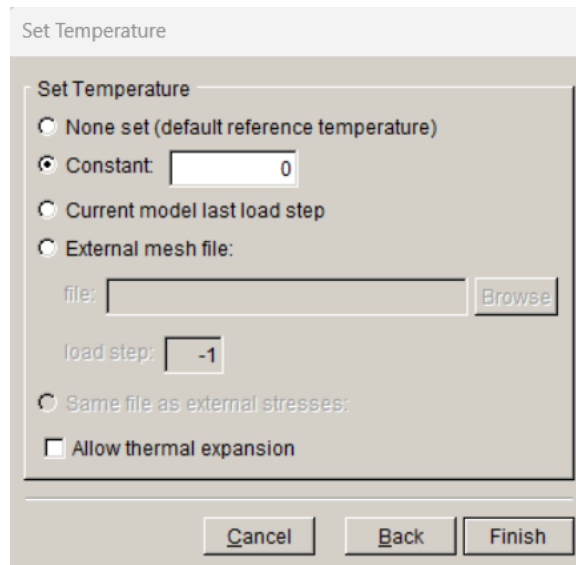 Set Temperature
Set Temperature
None set (default reference temperature)
Constant: 0
Current model last load step
External mesh file:
file: Browse
load step: -1
Same file as external stresses:
Allow thermal expansion
Cancel Back Finish